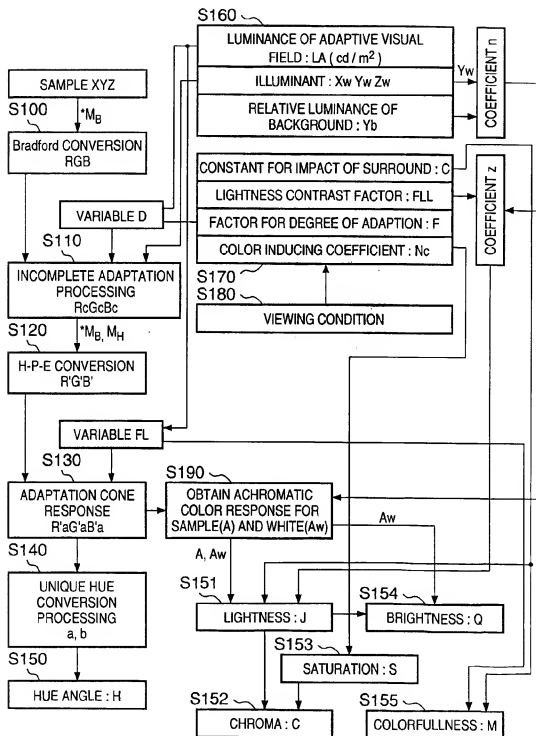 S160
LUMINANCE OF ADAPTIVE VISUAL
FIELD : LA ( cd / m² )
ILLUMINANT : Xw Yw Zw
RELATIVE LUMINANCE OF
BACKGROUND : Yb
Yw
COEFFICIENT n
SAMPLE XYZ
*MB
S100
Bradford CONVERSION
RGB
CONSTANT FOR IMPACT OF SURROUND : C
LIGHTNESS CONTRAST FACTOR : FLL
FACTOR FOR DEGREE OF ADAPTION : F
COLOR INDUCING COEFFICIENT : Nc
COEFFICIENT z
VARIABLE D
S110
INCOMPLETE ADAPTATION
PROCESSING
RcGcBc
S170
S180
VIEWING CONDITION
S120
*MB, MH
H-P-E CONVERSION
R'G'B'
VARIABLE FL
S130
ADAPTATION CONE
RESPONSE
R'aG'aB'a
S190
OBTAIN ACHROMATIC
COLOR RESPONSE FOR
SAMPLE(A) AND WHITE(Aw)
Aw
A, Aw
S140
UNIQUE HUE
CONVERSION
PROCESSING
a, b
S151
LIGHTNESS : J
S154
BRIGHTNESS : Q
S153
SATURATION : S
S150
HUE ANGLE : H
S152
CHROMA : C
S155
COLORFULLNESS : M